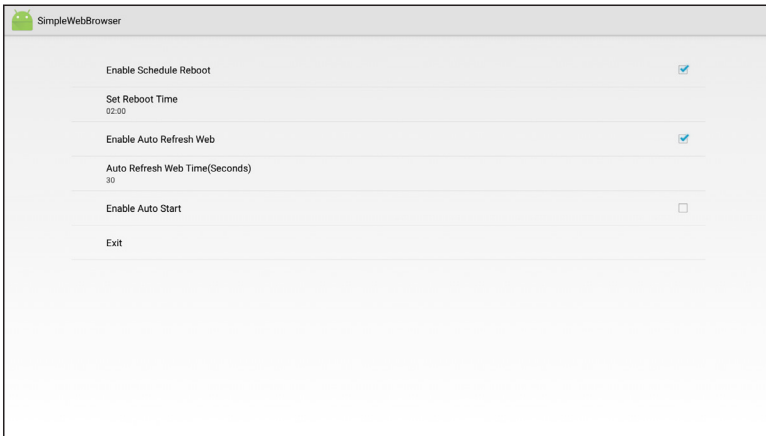 SimpleWebBrowser
Enable Schedule Reboot
Set Reboot Time
02:00
Enable Auto Refresh Web
Auto Refresh Web Time(Seconds)
30
Enable Auto Start
Exit